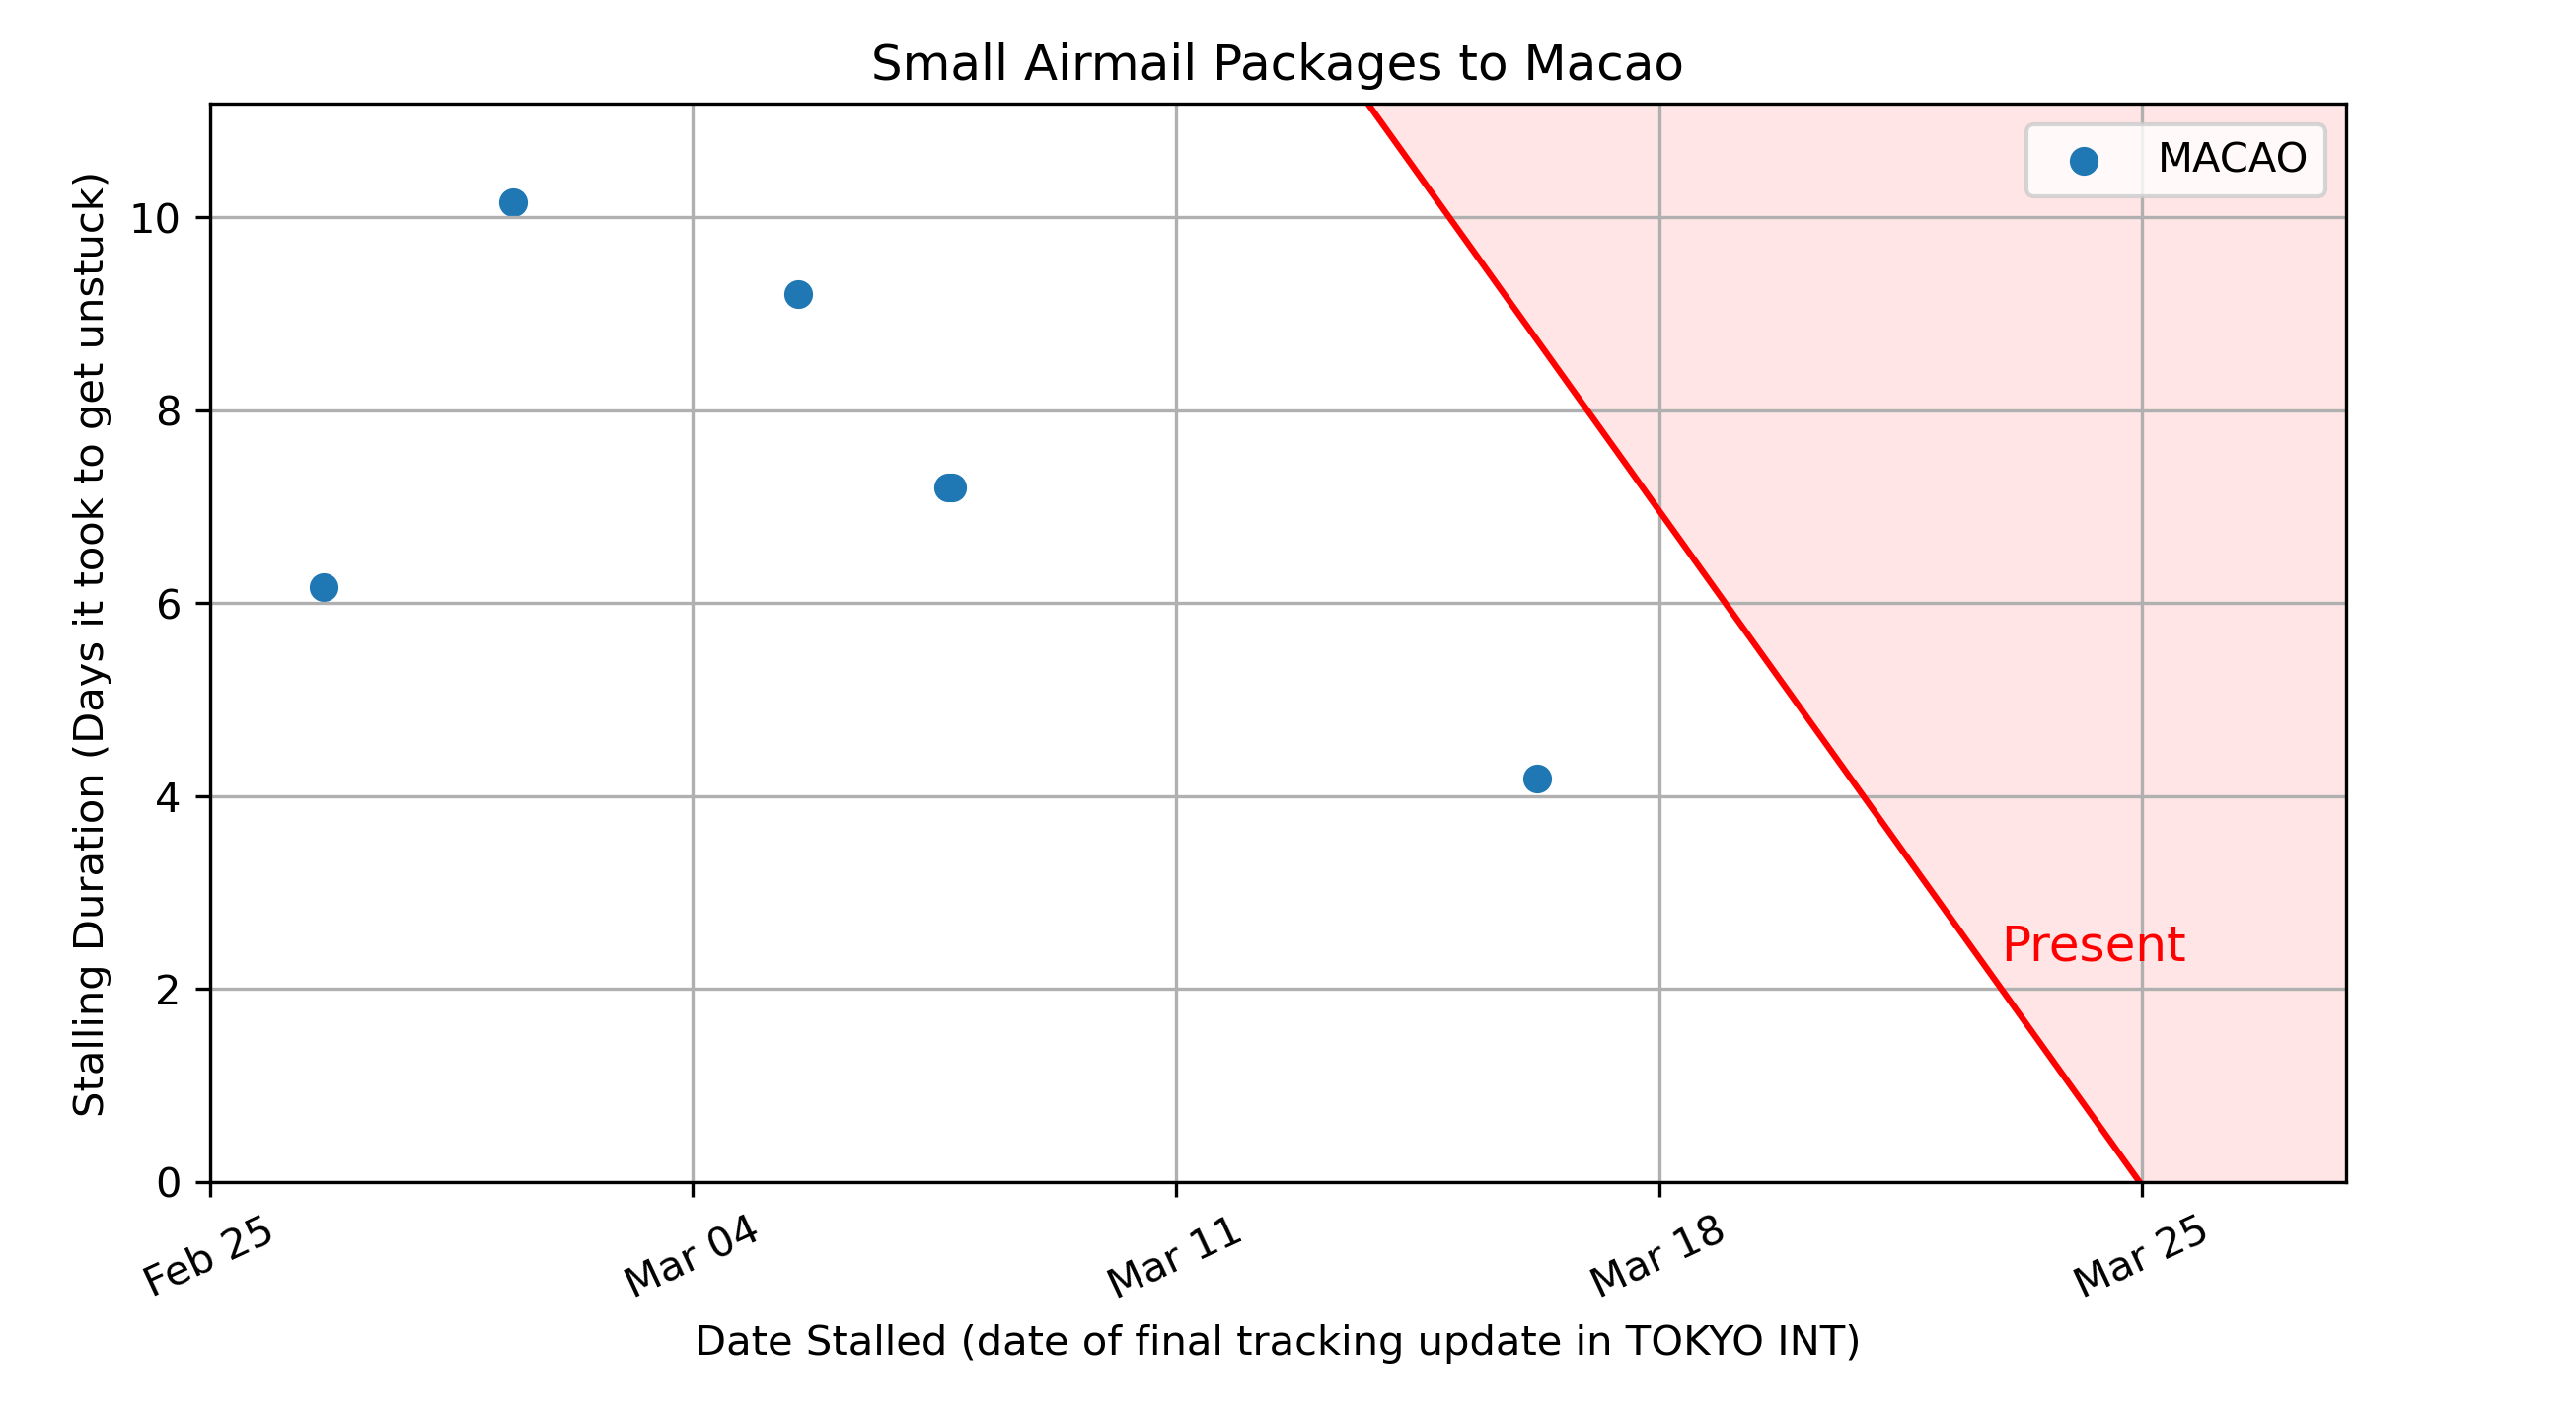 Small Airmail Packages to Macao
MACAO
Stalling Duration (Days it took to get unstuck)
10
8
6
4
2
0
Present
Feb 25
Mar 04
Mar 11
Mar 18
Mar 25
Date Stalled (date of final tracking update in TOKYO INT)